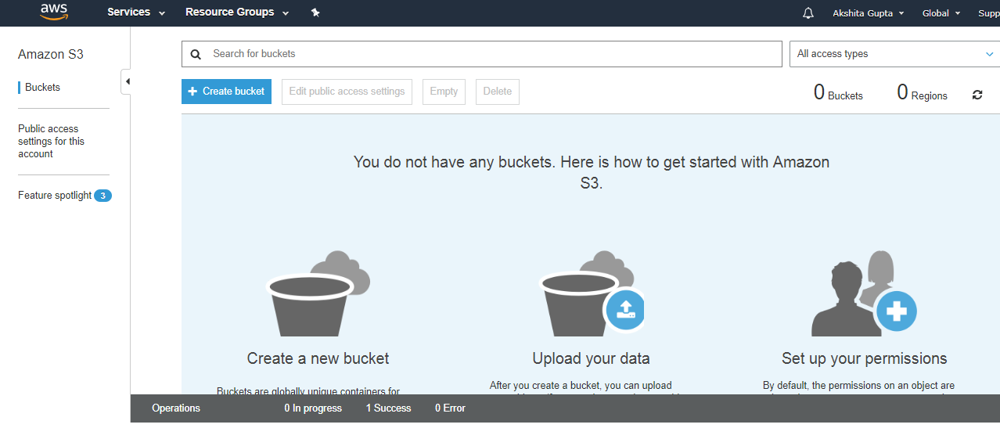 aws Services Resource Groups Akshita Gupta Global Supp
Amazon S3
Buckets
Public access
settings for this
account
Feature spotlight 3
Search for buckets All access types
Create bucket Edit public access settings Empty Delete 0 Buckets 0 Regions
You do not have any buckets. Here is how to get started with Amazon
S3.
Create a new bucket
Buckets are globally unique containers for
Upload your data
After you create a bucket, you can upload
Set up your permissions
By default, the permissions on an object are
Operations 0 In progress 1 Success 0 Error